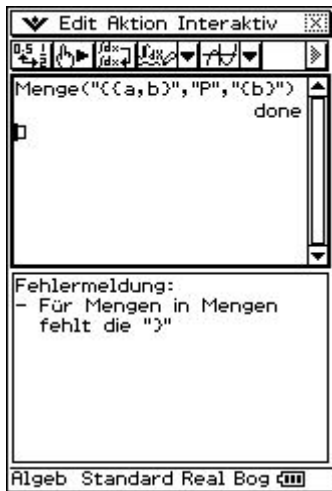 Edit Aktion Interaktiv
Menge("{{a,b}","P","{b}")
done
Fehlermeldung:
- Für Mengen in Mengen
fehlt die "}"
Algeb Standard Real Bog